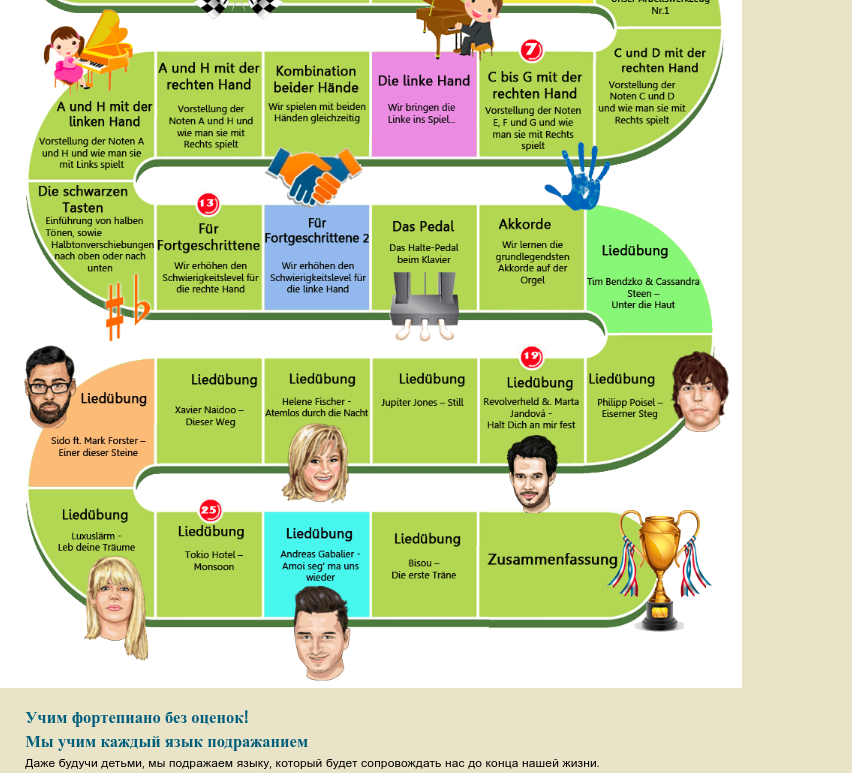 Unser Arbeitswerkzeug
Nr.1
C und D mit der
rechten Hand
Vorstellung der
Noten C und D
und wie man sie mit
Rechts spielt
7
C bis G mit der
rechten Hand
Vorstellung der Noten
E, F und G und wie
man sie mit Rechts
spielt
Die linke Hand
Wir bringen die
Linke ins Spiel...
Kombination
beider Hände
Wir spielen mit beiden
Händen gleichzeitig
A und H mit der
rechten Hand
Vorstellung der
Noten A und H und
wie man sie mit
Rechts spielt
A und H mit der
linken Hand
Vorstellung der Noten A
und H und wie man sie
mit Links spielt
Die schwarzen
Tasten
Einführung von halben
Tönen, sowie
Halbtonverschiebungen
nach oben oder nach
unten
13
Für
Fortgeschrittene
Wir erhöhen den
Schwierigkeitslevel für
die rechte Hand
Für
Fortgeschrittene 2
Wir erhöhen den
Schwierigkeitslevel für
die linke Hand
Das Pedal
Das Halte-Pedal
beim Klavier
Akkorde
Wir lernen die
grundlegendsten
Akkorde auf der
Orgel
Liedübung
Tim Bendzko & Cassandra
Steen –
Unter die Haut
Liedübung
Philipp Poisel –
Eiserner Steg
19
Liedübung
Revolverheld &. Marta
Jandová -
Halt Dich an mir fest
Liedübung
Jupiter Jones – Still
Liedübung
Helene Fischer -
Atemlos durch die Nacht
Liedübung
Xavier Naidoo –
Dieser Weg
Liedübung
Sido ft. Mark Forster –
Einer dieser Steine
Liedübung
Luxuslärm -
Leb deine Träume
25
Liedübung
Tokio Hotel –
Monsoon
Liedübung
Andreas Gabalier -
Amoi seg' ma uns
wieder
Liedübung
Bisou –
Die erste Träne
Zusammenfassung
Учим фортепиано без оценок!
Мы учим каждый язык подражанием
Даже будучи детьми, мы подражаем языку, который будет сопровождать нас до конца нашей жизни.